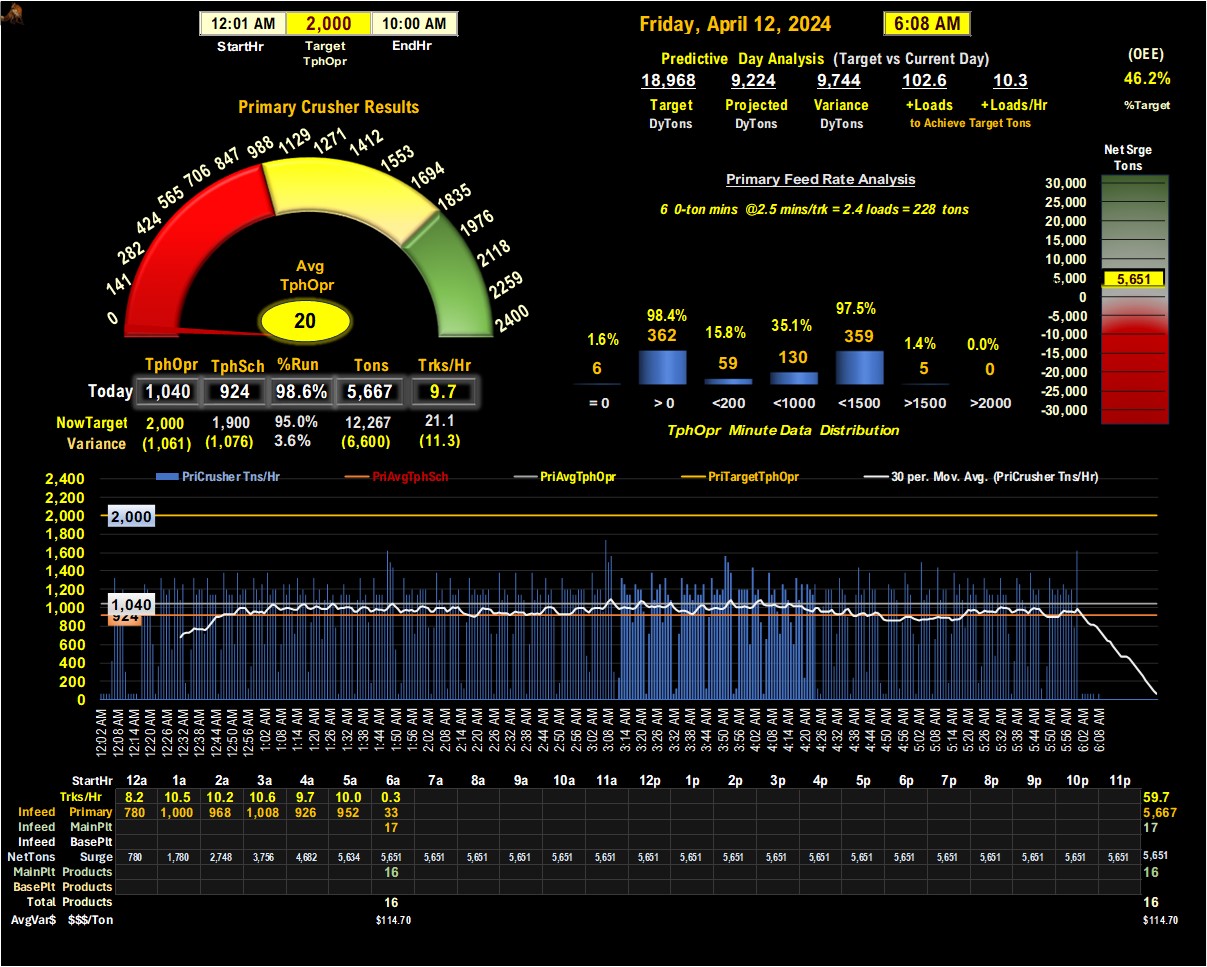 12:01 AM 2,000 10:00 AM
StartHr Target EndHr
TphOpr
Friday, April 12, 2024 6:08 AM
Predictive Day Analysis (Target vs Current Day)
18,968 9,224 9,744 102.6 10.3
Target Projected Variance +Loads +Loads/Hr
DyTons DyTons DyTons to Achieve Target Tons
(OEE)
46.2%
%Target
Primary Crusher Results
0 141 282 424 565 706 847 988 1129 1271 1412 1553 1694 1835 1976 2118 2259 2400
Avg
TphOpr
20
TphOpr TphSch %Run Tons Trks/Hr
Today 1,040 924 98.6% 5,667 9.7
NowTarget 2,000 1,900 95.0% 12,267 21.1
Variance (1,061) (1,076) 3.6% (6,600) (11.3)
Primary Feed Rate Analysis
6 0-ton mins @2.5 mins/trk = 2.4 loads = 228 tons
1.6% 98.4% 15.8% 35.1% 97.5% 1.4% 0.0%
6 362 59 130 359 5 0
= 0 > 0 <200 <1000 <1500 >1500 >2000
TphOpr Minute Data Distribution
Net Srge
Tons
30,000
25,000
20,000
15,000
10,000
5,000
5,651
0
-5,000
-10,000
-15,000
-20,000
-25,000
-30,000
PriCrusher Tns/Hr PriAvgTphSch PriAvgTphOpr PriTargetTphOpr 30 per. Mov. Avg. (PriCrusher Tns/Hr)
2,400
2,200
2,000 2,000
1,800
1,600
1,400
1,200
1,000 1,040
924
800
600
400
200
0
12:02 AM 12:08 AM 12:14 AM 12:20 AM 12:26 AM 12:32 AM 12:38 AM 12:44 AM 12:50 AM 12:56 AM 1:02 AM 1:08 AM 1:14 AM 1:20 AM 1:26 AM 1:32 AM 1:38 AM 1:44 AM 1:50 AM 1:56 AM 2:02 AM 2:08 AM 2:14 AM 2:20 AM 2:26 AM 2:32 AM 2:38 AM 2:44 AM 2:50 AM 2:56 AM 3:02 AM 3:08 AM 3:14 AM 3:20 AM 3:26 AM 3:32 AM 3:38 AM 3:44 AM 3:50 AM 3:56 AM 4:02 AM 4:08 AM 4:14 AM 4:20 AM 4:26 AM 4:32 AM 4:38 AM 4:44 AM 4:50 AM 4:56 AM 5:02 AM 5:08 AM 5:14 AM 5:20 AM 5:26 AM 5:32 AM 5:38 AM 5:44 AM 5:50 AM 5:56 AM 6:02 AM 6:08 AM
StartHr 12a 1a 2a 3a 4a 5a 6a 7a 8a 9a 10a 11a 12p 1p 2p 3p 4p 5p 6p 7p 8p 9p 10p 11p
Trks/Hr 8.2 10.5 10.2 10.6 9.7 10.0 0.3 59.7
Infeed Primary 780 1,000 968 1,008 926 952 33 5,667
Infeed MainPlt 17 17
Infeed BasePlt
NetTons Surge 780 1,780 2,748 3,756 4,682 5,634 5,651 5,651 5,651 5,651 5,651 5,651 5,651 5,651 5,651 5,651 5,651 5,651 5,651 5,651 5,651 5,651 5,651 5,651 5,651
MainPlt Products 16 16
BasePlt Products
Total Products 16 16
AvgVar$ $$$/Ton $114.70 $114.70